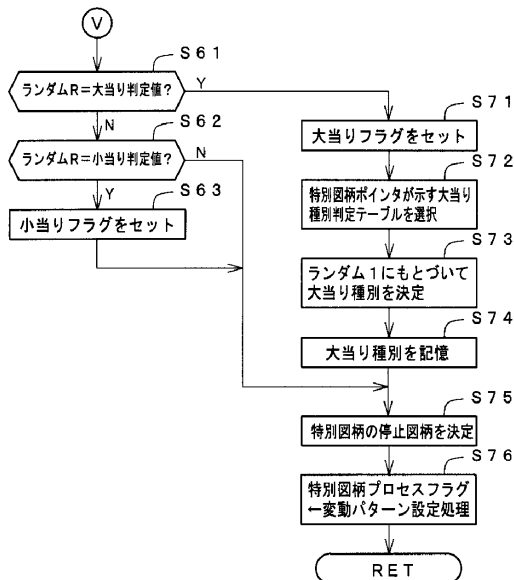 V
S61
ランダムR=大当り判定値?
Y
N
S62
ランダムR=小当り判定値?
N
Y
S63
小当りフラグをセット
S71
大当りフラグをセット
S72
特別図柄ポインタが示す大当り
種別判定テーブルを選択
S73
ランダム1にもとづいて
大当り種別を決定
S74
大当り種別を記憶
S75
特別図柄の停止図柄を決定
S76
特別図柄プロセスフラグ
←変動パターン設定処理
RET